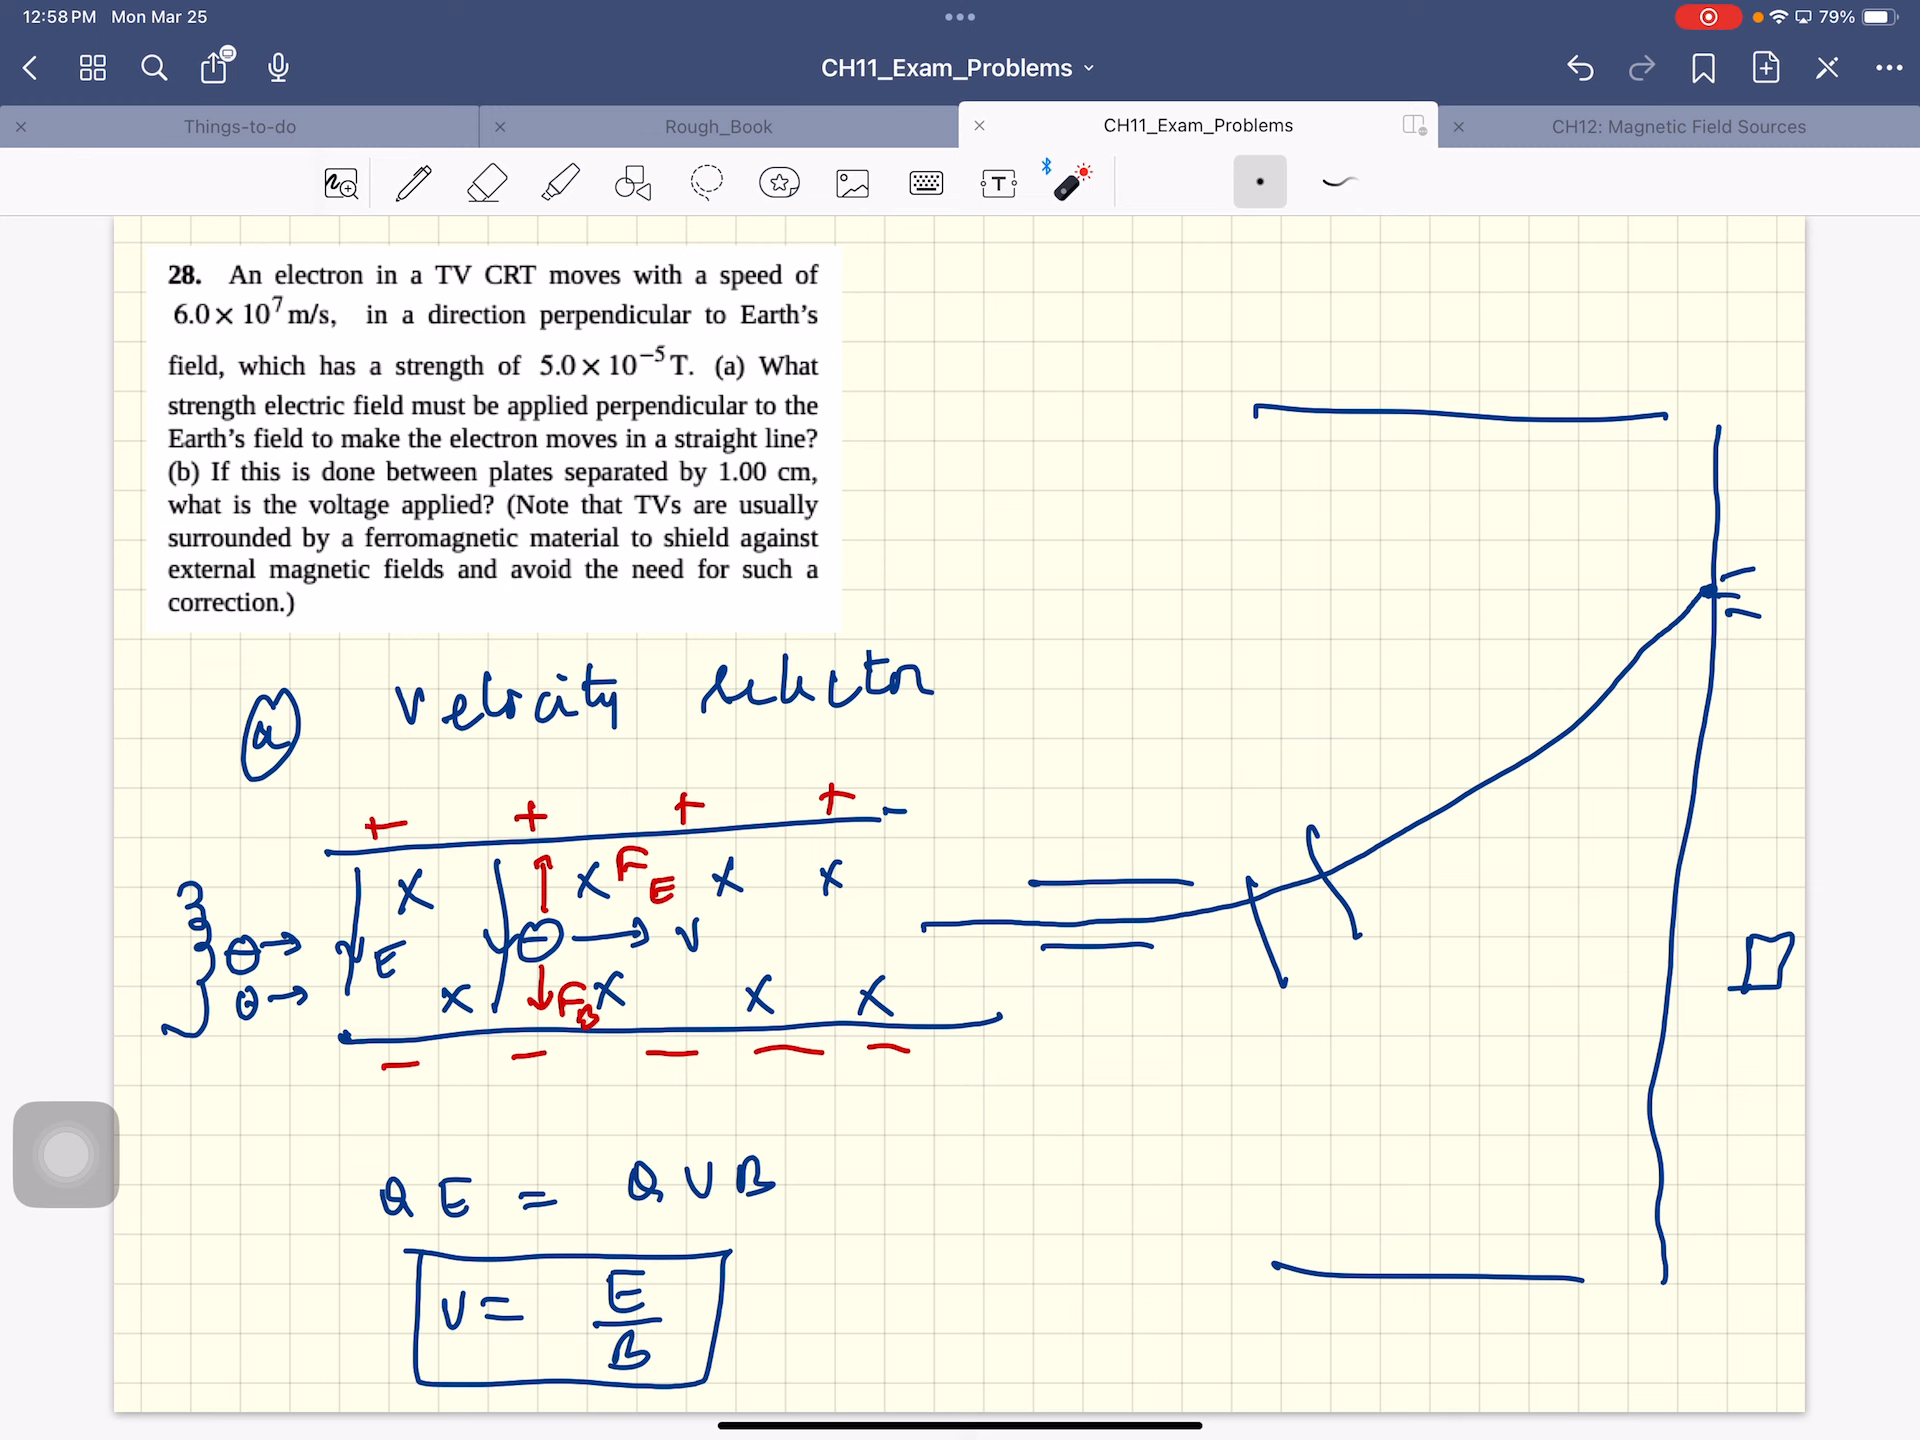 12:58 PM Mon Mar 25
79%
CH11_Exam_Problems
Things-to-do
Rough_Book
CH11_Exam_Problems
CH12: Magnetic Field Sources
T
28. An electron in a TV CRT moves with a speed of
6.0 × 10⁷ m/s, in a direction perpendicular to Earth's
field, which has a strength of 5.0 × 10⁻⁵ T. (a) What
strength electric field must be applied perpendicular to the
Earth's field to make the electron moves in a straight line?
(b) If this is done between plates separated by 1.00 cm,
what is the voltage applied? (Note that TVs are usually
surrounded by a ferromagnetic material to shield against
external magnetic fields and avoid the need for such a
correction.)
(a) velocity selector
+ + + + -
X X F_E X X
E V
X F_B X X X
- - - - -
Q E = Q V B
V = E/B